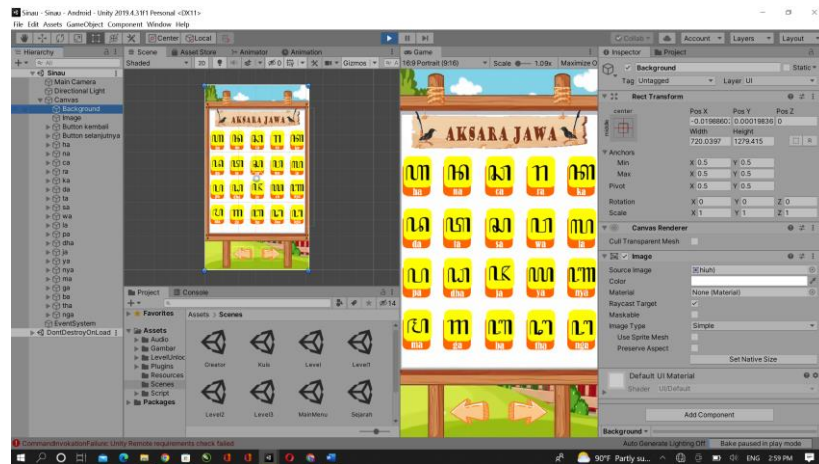 Sinau - Sinau - Android - Unity 2019.4.31f1 Personal <DX11>
File Edit Assets GameObject Component Window Help
Center Local
Collab Account Layers Layout
Hierarchy
All
Sinau
Main Camera
Directional Light
Canvas
Background
Image
Button kembali
Button selanjutnya
ha
na
ca
ra
ka
da
ta
sa
wa
la
pa
dha
ja
ya
nya
ma
ga
ba
tha
nga
EventSystem
DontDestroyOnLoad
Scene Asset Store Animator Animation
Shaded 2D 0 Gizmos
AKSARA JAWA
Project Console
14
Favorites
Assets
Audio
Gambar
LevelUnloc
Plugins
Resources
Scenes
Script
Packages
Assets > Scenes
Creator Kuis Level Level1
Level2 Level3 MainMenu Sejarah
Game
16:9 Portrait (9:16) Scale 1.09x Maximize O
AKSARA JAWA
ꦲ ꦤ ꦕ ꦫ ꦏ
ha na ca ra ka
ꦢ ꦠ ꦱ ꦮ ꦭ
da ta sa wa la
ꦥ ꦝ ꦗ ꦪ ꦚ
pa dha ja ya nya
ꦩ ꦒ ꦧ ꦛ ꦔ
ma ga ba tha nga
Inspector Project
Background Static
Tag Untagged Layer UI
Rect Transform
center Pos X Pos Y Pos Z
middle -0.0198860 0.00019836 0
Width Height
720.0397 1279.415
R
Anchors
Min X 0.5 Y 0.5
Max X 0.5 Y 0.5
Pivot X 0.5 Y 0.5
Rotation X 0 Y 0 Z 0
Scale X 1 Y 1 Z 1
Canvas Renderer
Cull Transparent Mesh
Image
Source Image hiuhj
Color
Material None (Material)
Raycast Target
Maskable
Image Type Simple
Use Sprite Mesh
Preserve Aspect
Set Native Size
Default UI Material
Shader UI/Default
Add Component
Background
CommandInvokationFailure: Unity Remote requirements check failed
Auto Generate Lighting Off Bake paused in play mode
90°F Partly su... ENG 2:59 PM